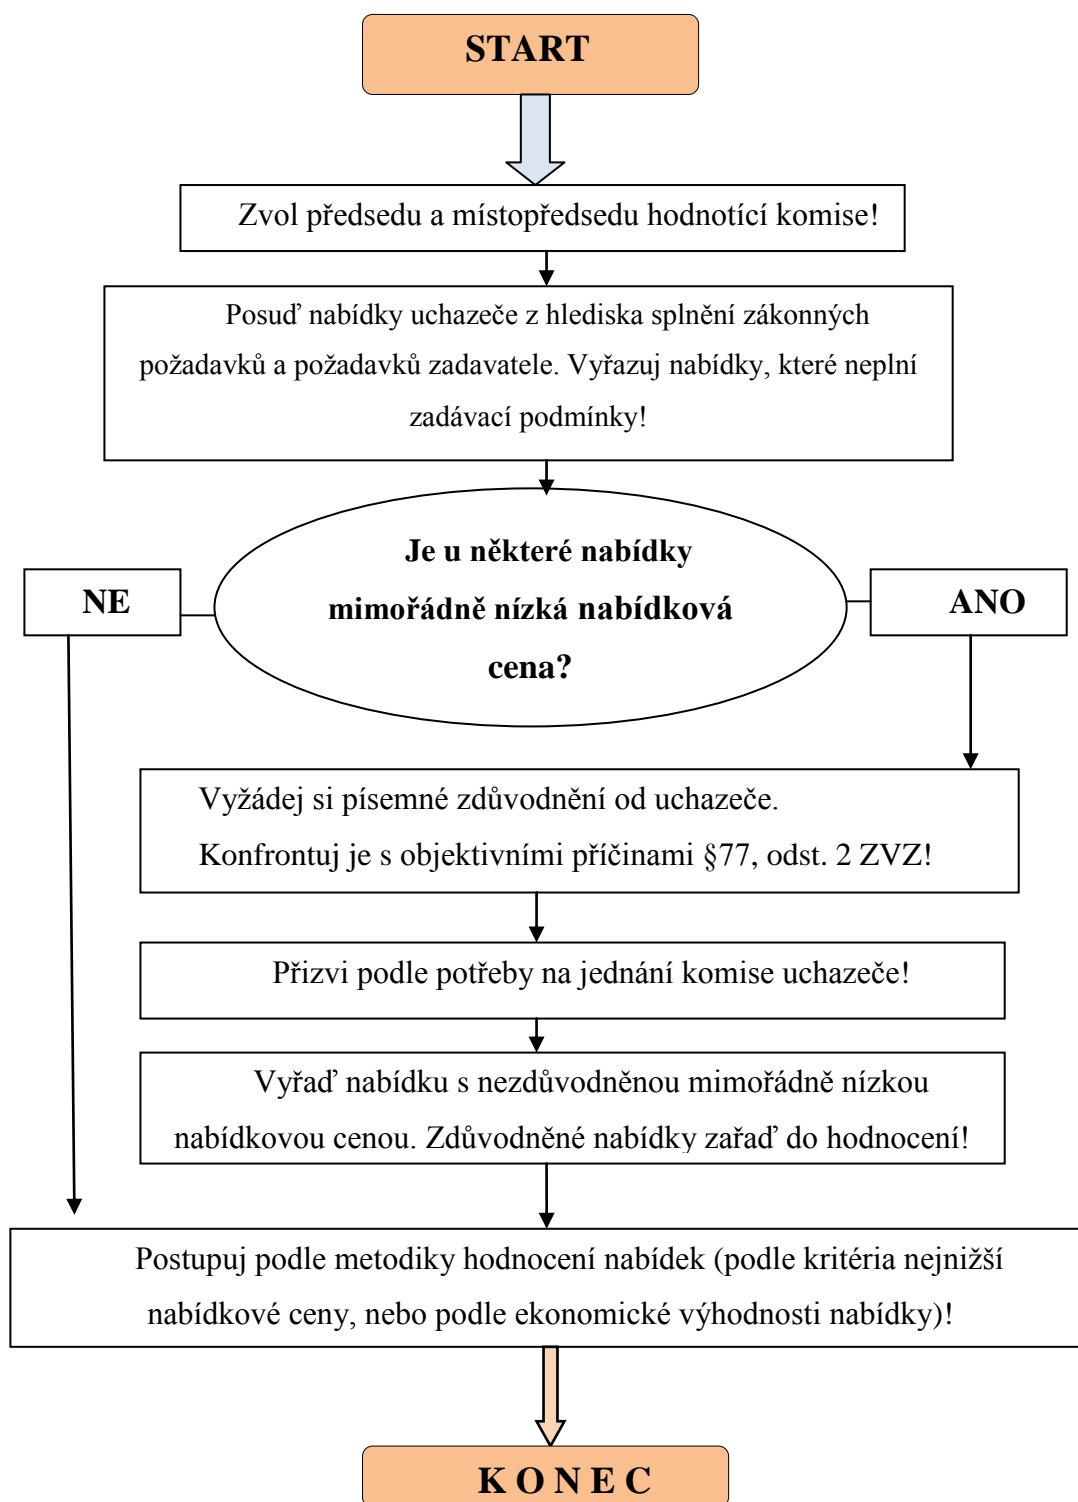 START
Zvol předsedu a místopředsedu hodnotící komise!
Posuď nabídky uchazeče z hlediska splnění zákonných
požadavků a požadavků zadavatele. Vyřazuj nabídky, které neplní
zadávací podmínky!
Je u některé nabídky
mimořádně nízká nabídková
cena?
NE
ANO
Vyžádej si písemné zdůvodnění od uchazeče.
Konfrontuj je s objektivními příčinami §77, odst. 2 ZVZ!
Přizvi podle potřeby na jednání komise uchazeče!
Vyřaď nabídku s nezdůvodněnou mimořádně nízkou
nabídkovou cenou. Zdůvodněné nabídky zařaď do hodnocení!
Postupuj podle metodiky hodnocení nabídek (podle kritéria nejnižší
nabídkové ceny, nebo podle ekonomické výhodnosti nabídky)!
K O N E C